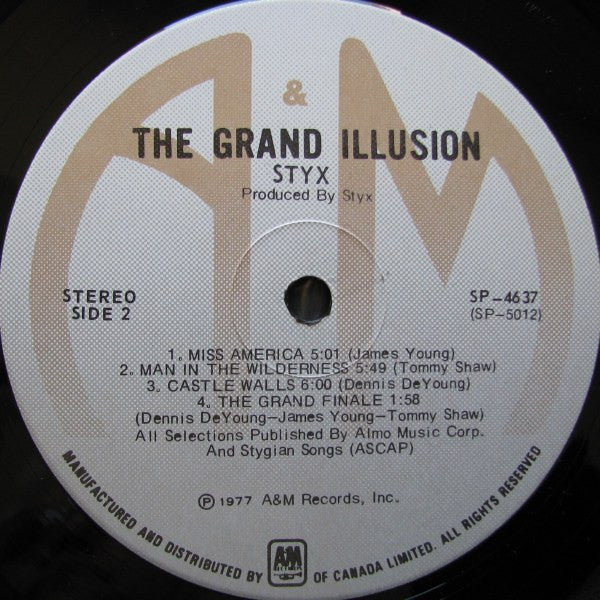 &
THE GRAND ILLUSION
STYX
Produced By Styx
STEREO
SIDE 2
SP-4637
(SP-5012)
1. MISS AMERICA 5:01 (James Young)
2. MAN IN THE WILDERNESS 5:49 (Tommy Shaw)
3. CASTLE WALLS 6:00 (Dennis DeYoung)
4. THE GRAND FINALE 1:58
(Dennis DeYoung-James Young-Tommy Shaw)
All Selections Published By Almo Music Corp.
And Stygian Songs (ASCAP)
℗ 1977 A&M Records, Inc.
MANUFACTURED AND DISTRIBUTED BY A&M OF CANADA LIMITED. ALL RIGHTS RESERVED